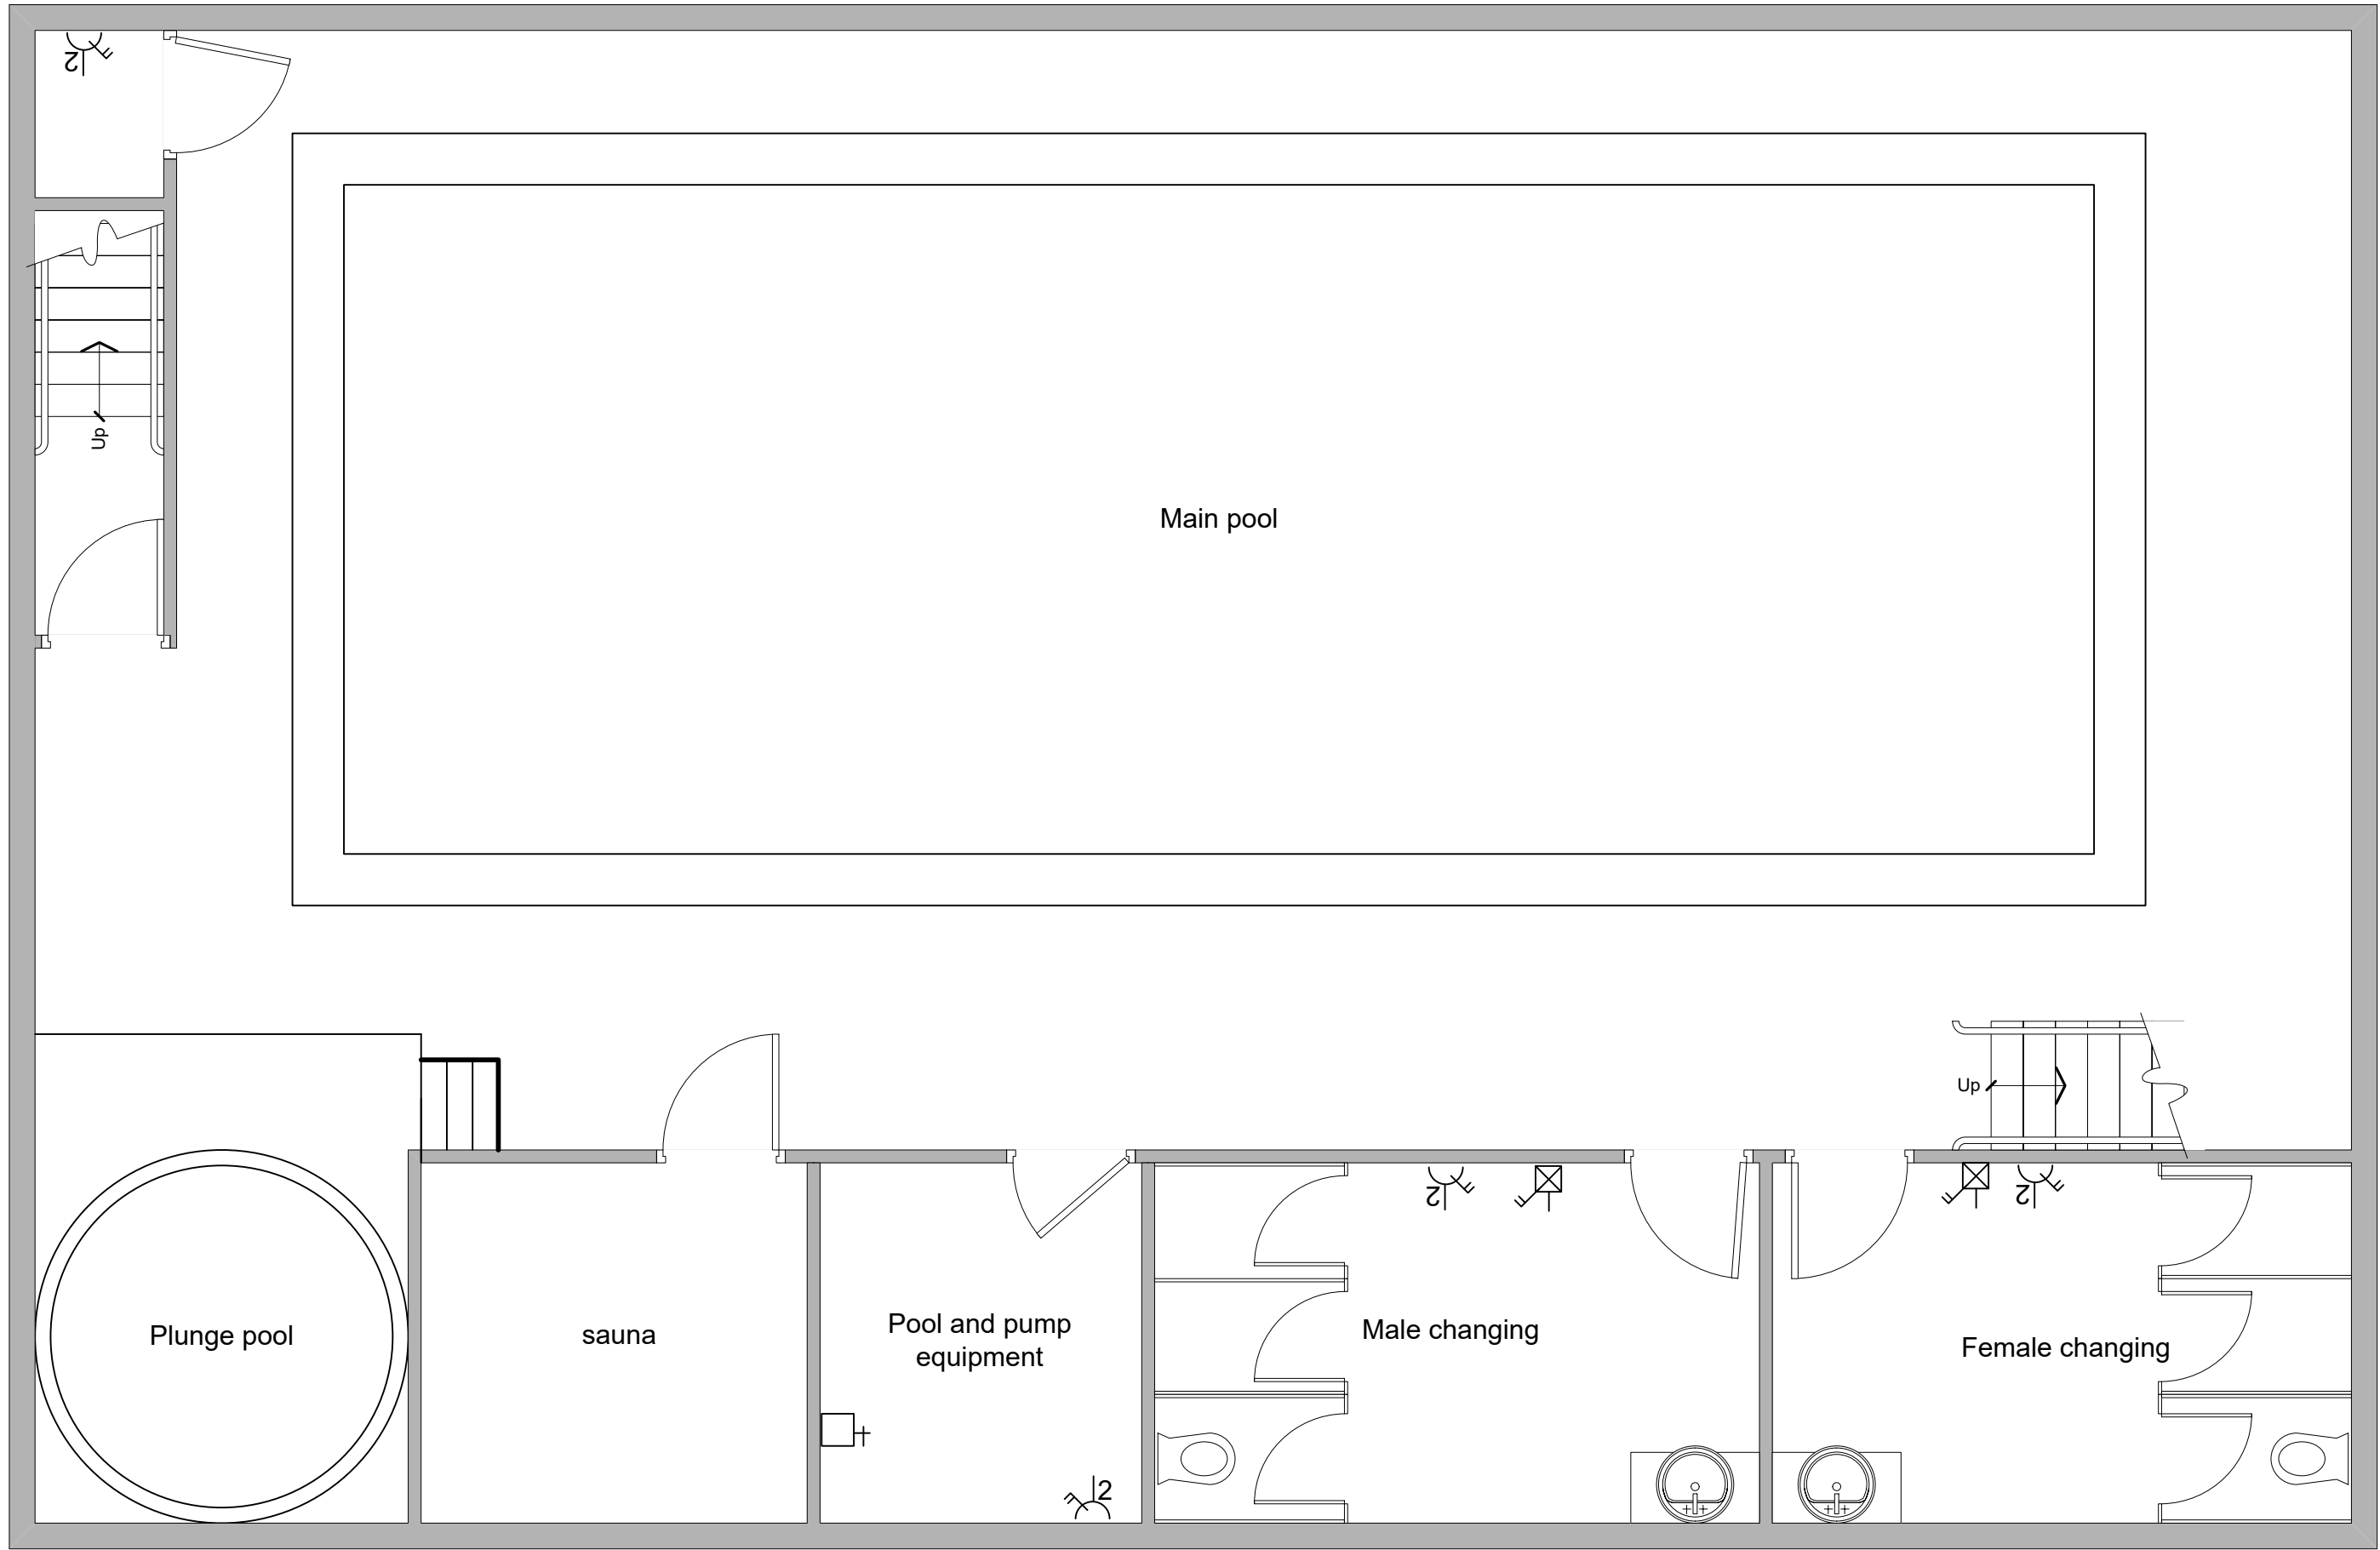 2
Up
Main pool
Up
2
2
Plunge pool
sauna
Pool and pump
equipment
Male changing
Female changing
2